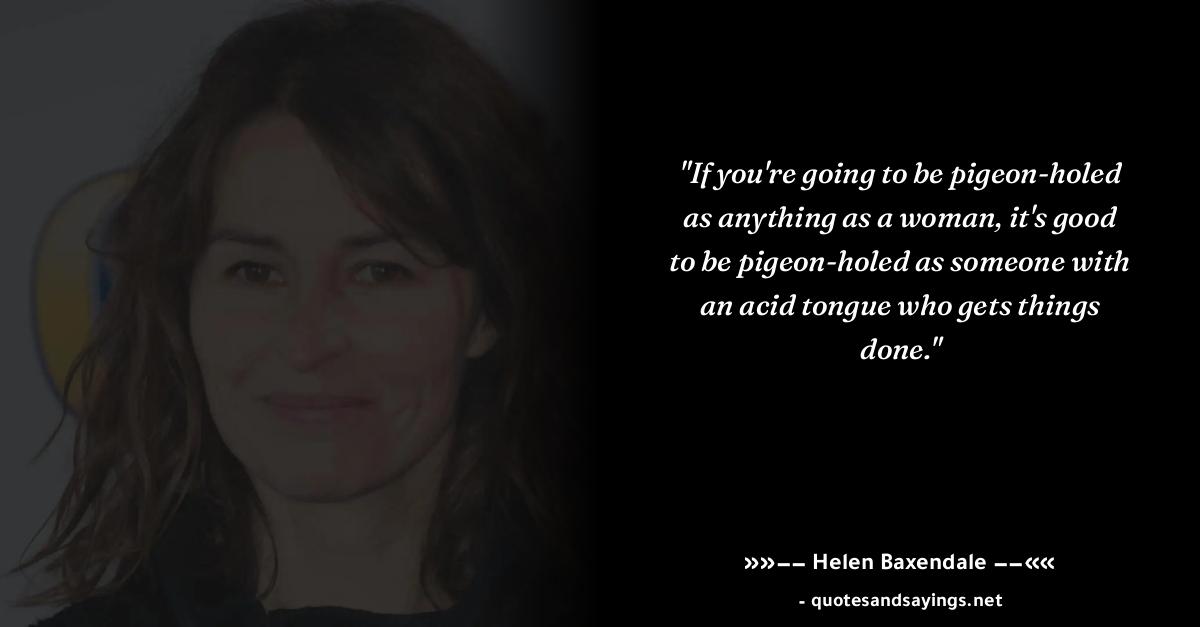 "If you're going to be pigeon-holed
as anything as a woman, it's good
to be pigeon-holed as someone with
an acid tongue who gets things
done."
»»–– Helen Baxendale ––««
- quotesandsayings.net